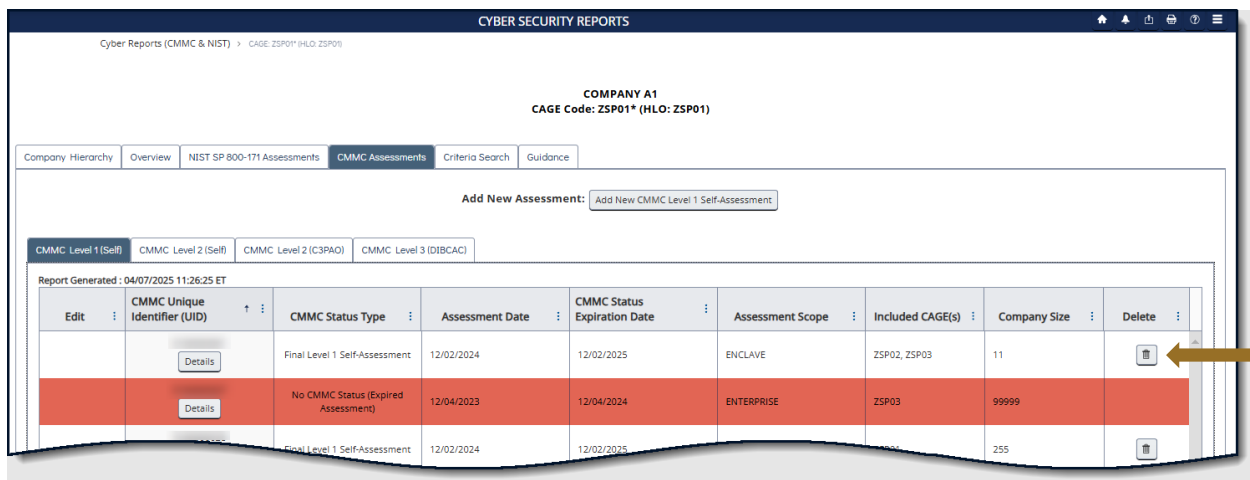 CYBER SECURITY REPORTS
Cyber Reports (CMMC & NIST) > CAGE: ZSP01* (HLO: ZSP01)
COMPANY A1
CAGE Code: ZSP01* (HLO: ZSP01)
Company Hierarchy Overview NIST SP 800-171 Assessments CMMC Assessments Criteria Search Guidance
Add New Assessment: Add New CMMC Level 1 Self-Assessment
CMMC Level 1 (Self) CMMC Level 2 (Self) CMMC Level 2 (C3PAO) CMMC Level 3 (DIBCAC)
Report Generated : 04/07/2025 11:26:25 ET
Edit CMMC Unique Identifier (UID) CMMC Status Type Assessment Date CMMC Status Expiration Date Assessment Scope Included CAGE(s) Company Size Delete
Details Final Level 1 Self-Assessment 12/02/2024 12/02/2025 ENCLAVE ZSP02, ZSP03 11
Details No CMMC Status (Expired Assessment) 12/04/2023 12/04/2024 ENTERPRISE ZSP03 99999
Details Final Level 1 Self-Assessment 12/02/2024 12/02/2025 255